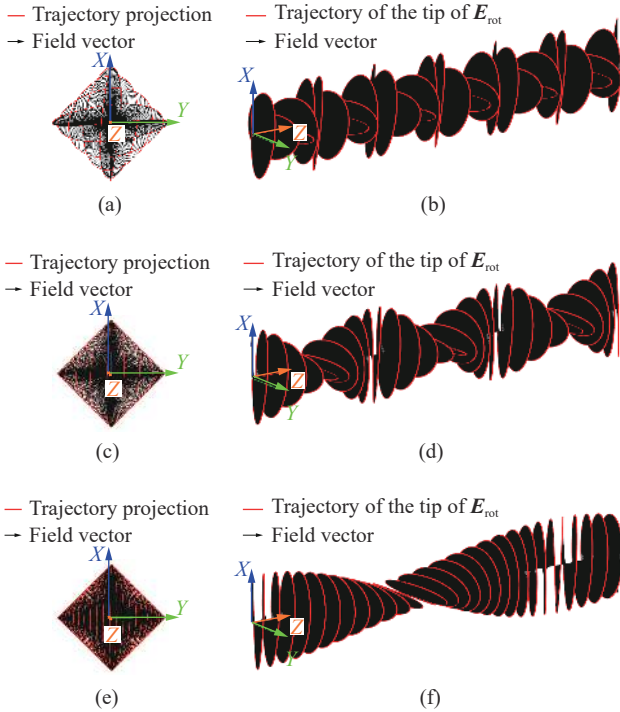 Trajectory projection
Field vector
X
Y
Z
(a)
Trajectory of the tip of E_rot
Field vector
X
Z
Y
(b)
Trajectory projection
Field vector
X
Y
Z
(c)
Trajectory of the tip of E_rot
Field vector
X
Z
Y
(d)
Trajectory projection
Field vector
X
Y
Z
(e)
Trajectory of the tip of E_rot
Field vector
X
Z
Y
(f)